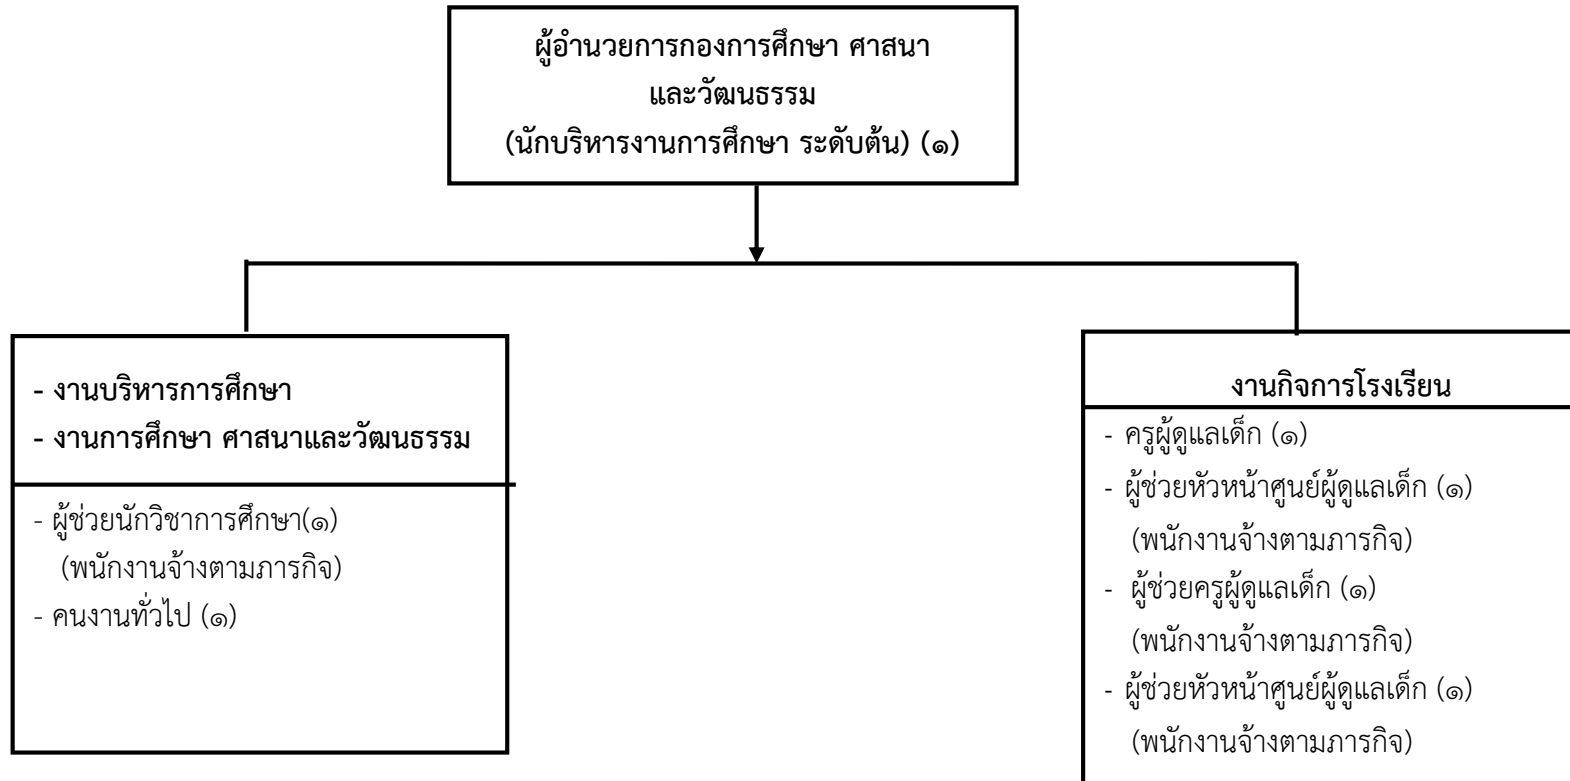 ผู้อำนวยการกองการศึกษา ศาสนา
และวัฒนธรรม
(นักบริหารงานการศึกษา ระดับต้น) (๑)
- งานบริหารการศึกษา
- งานการศึกษา ศาสนาและวัฒนธรรม
- ผู้ช่วยนักวิชาการศึกษา(๑)
(พนักงานจ้างตามภารกิจ)
- คนงานทั่วไป (๑)
งานกิจการโรงเรียน
- ครูผู้ดูแลเด็ก (๑)
- ผู้ช่วยหัวหน้าศูนย์ผู้ดูแลเด็ก (๑)
(พนักงานจ้างตามภารกิจ)
- ผู้ช่วยครูผู้ดูแลเด็ก (๑)
(พนักงานจ้างตามภารกิจ)
- ผู้ช่วยหัวหน้าศูนย์ผู้ดูแลเด็ก (๑)
(พนักงานจ้างตามภารกิจ)